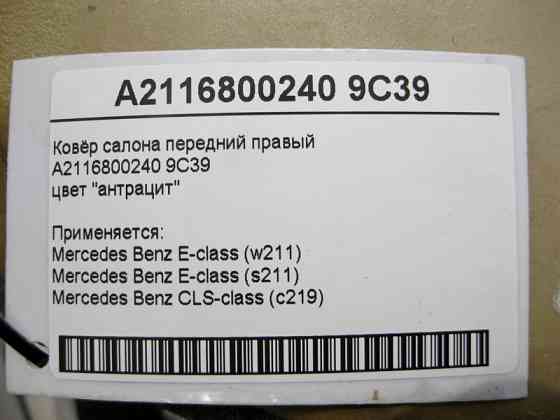 A2116800240 9C39
Ковёр салона передний правый
A2116800240 9C39
цвет "антрацит"
Применяется:
Mercedes Benz E-class (w211)
Mercedes Benz E-class (s211)
Mercedes Benz CLS-class (c219)